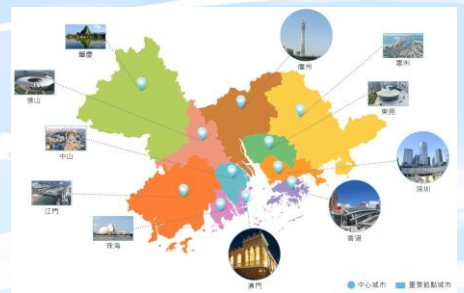 肇慶
廣州
惠州
佛山
東莞
中山
深圳
江門
香港
珠海
澳門
中心城市
重要節點城市